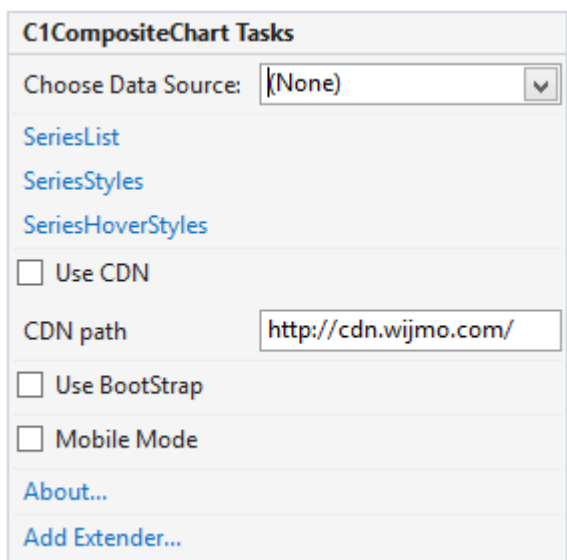 C1CompositeChart Tasks
Choose Data Source: (None)
SeriesList
SeriesStyles
SeriesHoverStyles
Use CDN
CDN path http://cdn.wijmo.com/
Use BootStrap
Mobile Mode
About...
Add Extender...